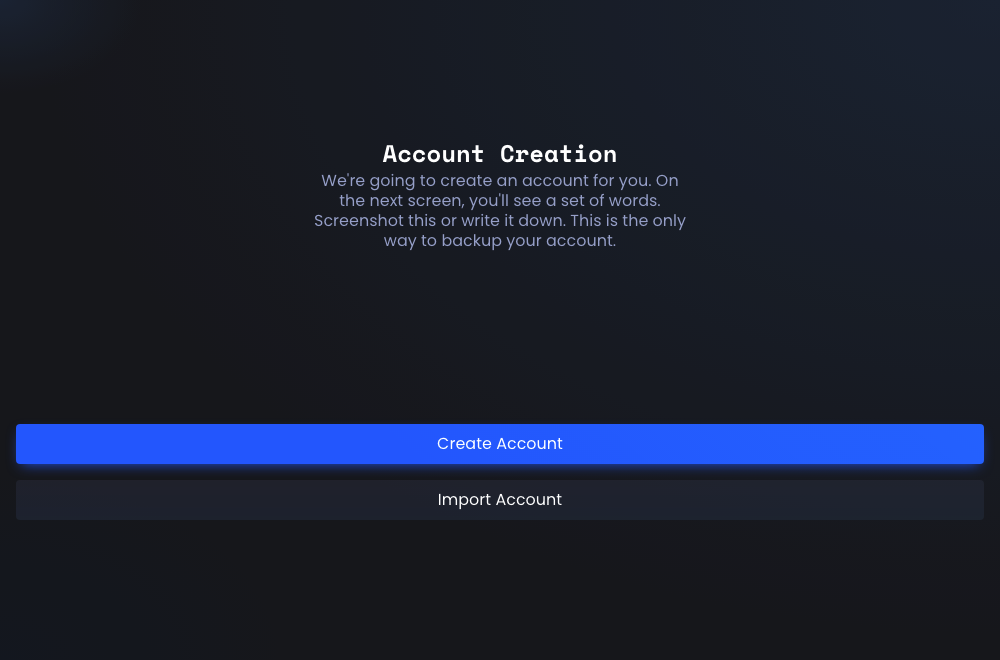 Account Creation
We're going to create an account for you. On
the next screen, you'll see a set of words.
Screenshot this or write it down. This is the only
way to backup your account.
Create Account
Import Account